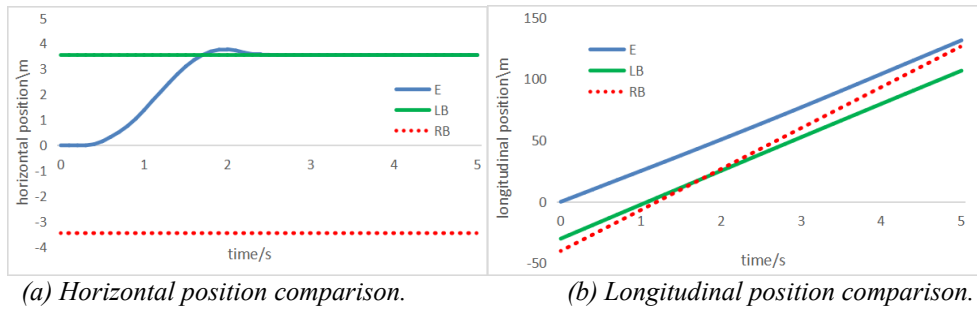 5
4
3
2
1
0
-1
-2
-3
-4
horizontal position\m
0 1 2 3 4 5
time/s
E
LB
RB
(a) Horizontal position comparison.
150
100
50
0
-50
longitudinal position\m
0 1 2 3 4 5
time/s
E
LB
RB
(b) Longitudinal position comparison.